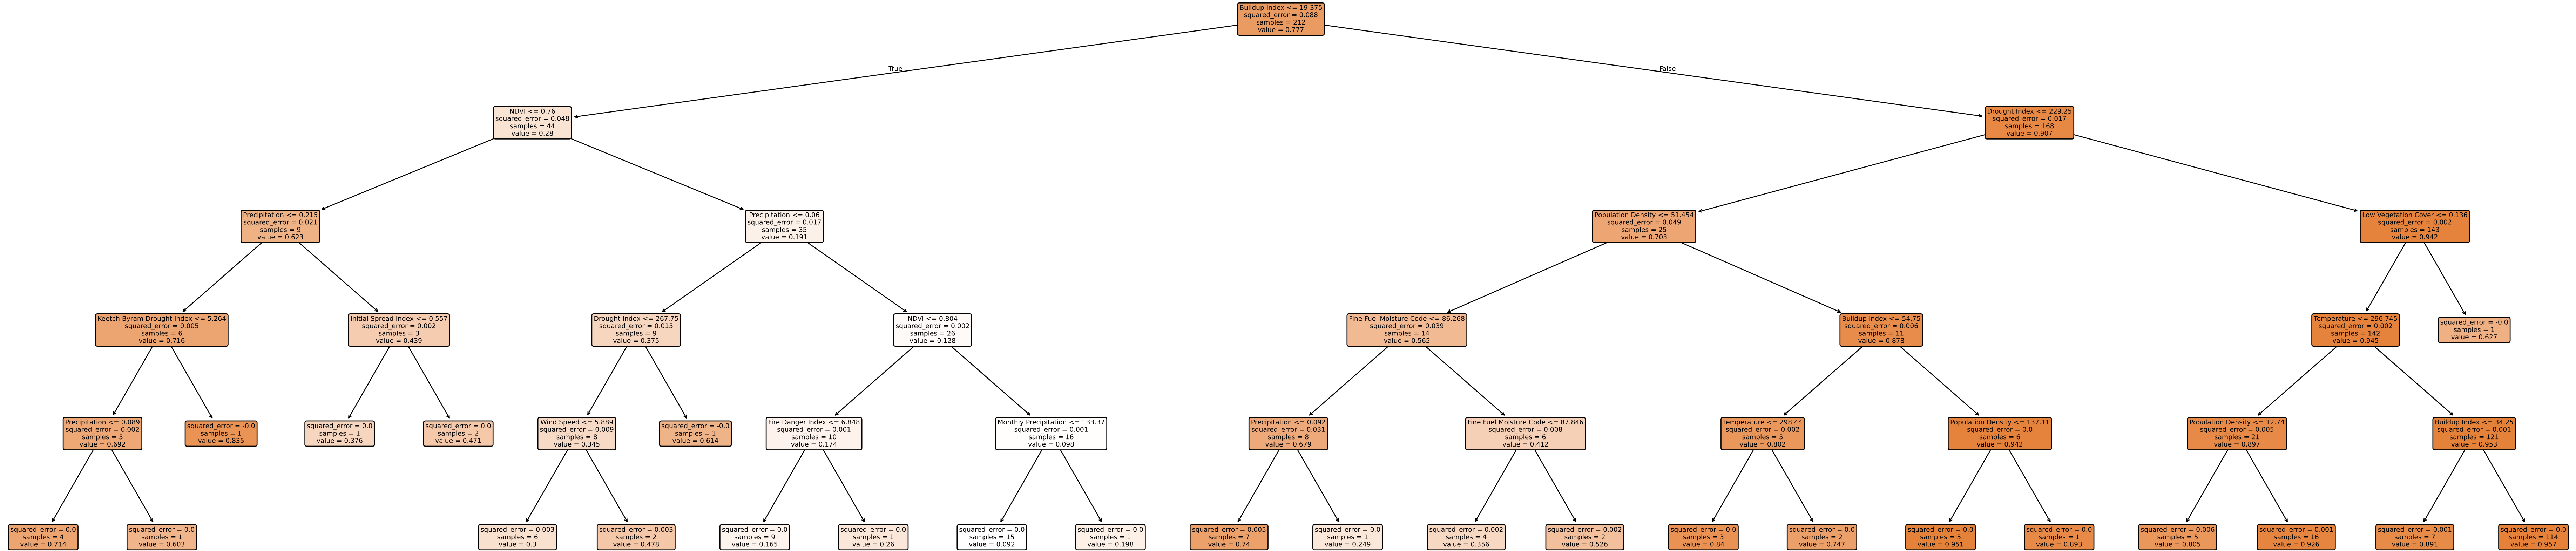 Buildup Index <= 19.375
squared_error = 0.088
samples = 212
value = 0.777
True
False
NDVI <= 0.76
squared_error = 0.048
samples = 44
value = 0.28
Drought Index <= 229.25
squared_error = 0.017
samples = 168
value = 0.907
Precipitation <= 0.215
squared_error = 0.021
samples = 9
value = 0.623
Precipitation <= 0.06
squared_error = 0.017
samples = 35
value = 0.191
Population Density <= 51.454
squared_error = 0.049
samples = 25
value = 0.703
Low Vegetation Cover <= 0.136
squared_error = 0.002
samples = 143
value = 0.942
Keetch-Byram Drought Index <= 5.264
squared_error = 0.005
samples = 6
value = 0.716
Initial Spread Index <= 0.557
squared_error = 0.002
samples = 3
value = 0.439
Drought Index <= 267.75
squared_error = 0.015
samples = 9
value = 0.375
NDVI <= 0.804
squared_error = 0.002
samples = 26
value = 0.128
Fine Fuel Moisture Code <= 86.268
squared_error = 0.039
samples = 14
value = 0.565
Buildup Index <= 54.75
squared_error = 0.006
samples = 11
value = 0.878
Temperature <= 296.745
squared_error = 0.002
samples = 142
value = 0.945
squared_error = -0.0
samples = 1
value = 0.627
Precipitation <= 0.089
squared_error = 0.002
samples = 5
value = 0.692
squared_error = -0.0
samples = 1
value = 0.835
squared_error = 0.0
samples = 1
value = 0.376
squared_error = 0.0
samples = 2
value = 0.471
Wind Speed <= 5.889
squared_error = 0.009
samples = 8
value = 0.345
squared_error = -0.0
samples = 1
value = 0.614
Fire Danger Index <= 6.848
squared_error = 0.001
samples = 10
value = 0.174
Monthly Precipitation <= 133.37
squared_error = 0.001
samples = 16
value = 0.098
Precipitation <= 0.092
squared_error = 0.031
samples = 8
value = 0.679
Fine Fuel Moisture Code <= 87.846
squared_error = 0.008
samples = 6
value = 0.412
Temperature <= 298.44
squared_error = 0.002
samples = 5
value = 0.802
Population Density <= 137.11
squared_error = 0.0
samples = 6
value = 0.942
Population Density <= 12.74
squared_error = 0.005
samples = 21
value = 0.897
Buildup Index <= 34.25
squared_error = 0.001
samples = 121
value = 0.953
squared_error = 0.0
samples = 4
value = 0.714
squared_error = 0.0
samples = 1
value = 0.603
squared_error = 0.003
samples = 6
value = 0.3
squared_error = 0.003
samples = 2
value = 0.478
squared_error = 0.0
samples = 9
value = 0.165
squared_error = 0.0
samples = 1
value = 0.26
squared_error = 0.0
samples = 15
value = 0.092
squared_error = 0.0
samples = 1
value = 0.198
squared_error = 0.005
samples = 7
value = 0.74
squared_error = 0.0
samples = 1
value = 0.249
squared_error = 0.002
samples = 4
value = 0.356
squared_error = 0.002
samples = 2
value = 0.526
squared_error = 0.0
samples = 3
value = 0.84
squared_error = 0.0
samples = 2
value = 0.747
squared_error = 0.0
samples = 5
value = 0.951
squared_error = 0.0
samples = 1
value = 0.893
squared_error = 0.006
samples = 5
value = 0.805
squared_error = 0.001
samples = 16
value = 0.926
squared_error = 0.001
samples = 7
value = 0.891
squared_error = 0.0
samples = 114
value = 0.957